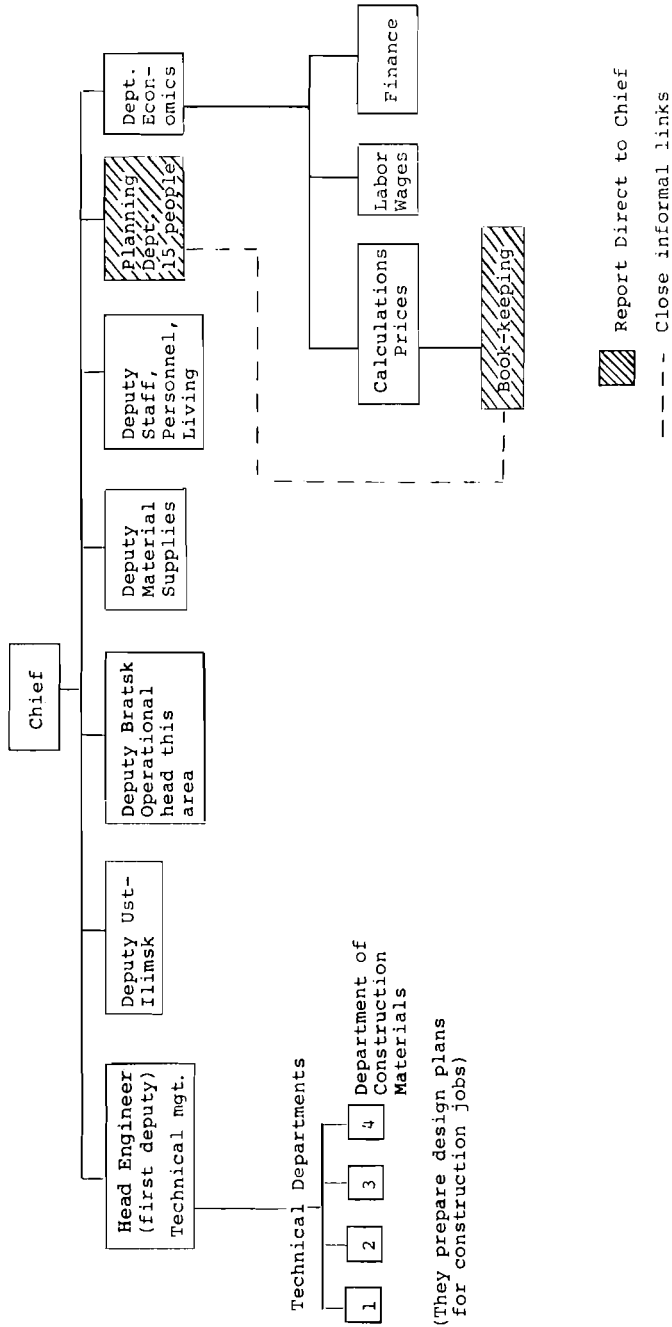 Chief
Head Engineer
(first deputy)
Technical mgt.
Deputy Ust-
Ilimsk
Deputy Bratsk
Operational
head this
area
Deputy
Material
Supplies
Deputy
Staff,
Personnel,
Living
Planning
Dept.
15 people
Dept.
Econ-
omics
Technical Departments
1
2
3
4
Department of
Construction
Materials
(They prepare design plans
for construction jobs)
Calculations
Prices
Labor
Wages
Finance
Book-keeping
Report Direct to Chief
Close informal links